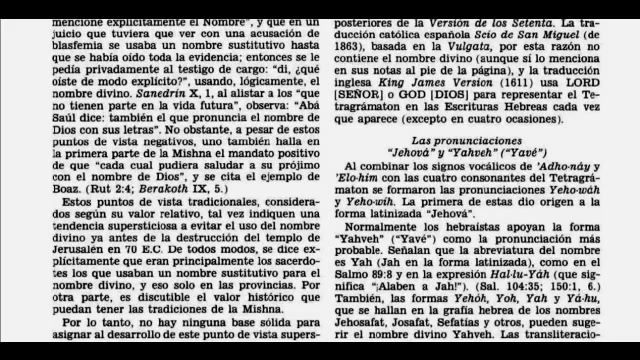 mencione explícitamente el Nombre", y que en un
juicio que tuviera que ver con una acusación de
blasfemia se usaba un nombre sustitutivo hasta
que se había oído toda la evidencia; entonces se le
pedía privadamente al testigo de cargo: "di, ¿qué
oíste de modo explícito?", usando, lógicamente, el
nombre divino. Sanedrín X, 1, al alistar a los "que
no tienen parte en la vida futura", observa: "Abá
Saúl dice: también el que pronuncia el nombre de
Dios con sus letras". No obstante, a pesar de estos
puntos de vista negativos, uno también halla en
la primera parte de la Mishna el mandato positivo
de que "cada cual pudiera saludar a su prójimo
con el nombre de Dios", y se cita el ejemplo de
Boaz. (Rut 2:4; Berakoth IX, 5.)
Estos puntos de vista tradicionales, considera-
dos según su valor relativo, tal vez indiquen una
tendencia supersticiosa a evitar el uso del nombre
divino ya antes de la destrucción del templo de
Jerusalén en 70 E.C. De todos modos, se dice ex-
plícitamente que eran principalmente los sacerdo-
tes los que usaban un nombre sustitutivo para el
nombre divino, y eso solo en las provincias. Por
otra parte, es discutible el valor histórico que
puedan tener las tradiciones de la Mishna.
Por lo tanto, no hay ninguna base sólida para
asignar al desarrollo de este punto de vista supers-
posteriores de la Versión de los Setenta. La tra-
ducción católica española Scío de San Miguel (de
1863), basada en la Vulgata, por esta razón no
contiene el nombre divino (aunque sí lo menciona
en sus notas al pie de la página), y la traducción
inglesa King James Version (1611) usa LORD
[SEÑOR] o GOD [DIOS] para representar el Te-
tragrámaton en las Escrituras Hebreas cada vez
que aparece (excepto en cuatro ocasiones).
Las pronunciaciones
"Jehová" y "Yahveh" ("Yavé")
Al combinar los signos vocálicos de 'Adho·náy y
'Elo·hím con las cuatro consonantes del Tetragrá-
maton se formaron las pronunciaciones Yeho·wáh
y Yeho·wíh. La primera de estas dio origen a la
forma latinizada "Jehová".
Normalmente los hebraístas apoyan la forma
"Yahveh" ("Yavé") como la pronunciación más
probable. Señalan que la abreviatura del nombre
es Yah (Jah en la forma latinizada), como en el
Salmo 89:8 y en la expresión Hal·lu-Yáh (que sig-
nifica "¡Alaben a Jah!"). (Sal. 104:35; 150:1, 6.)
También, las formas Yehóh, Yoh, Yah y Yá·hu,
que se hallan en la grafía hebrea de los nombres
Jehosafat, Josafat, Sefatías y otros, pueden suge-
rir el nombre divino Yahveh. Las transliteracio-